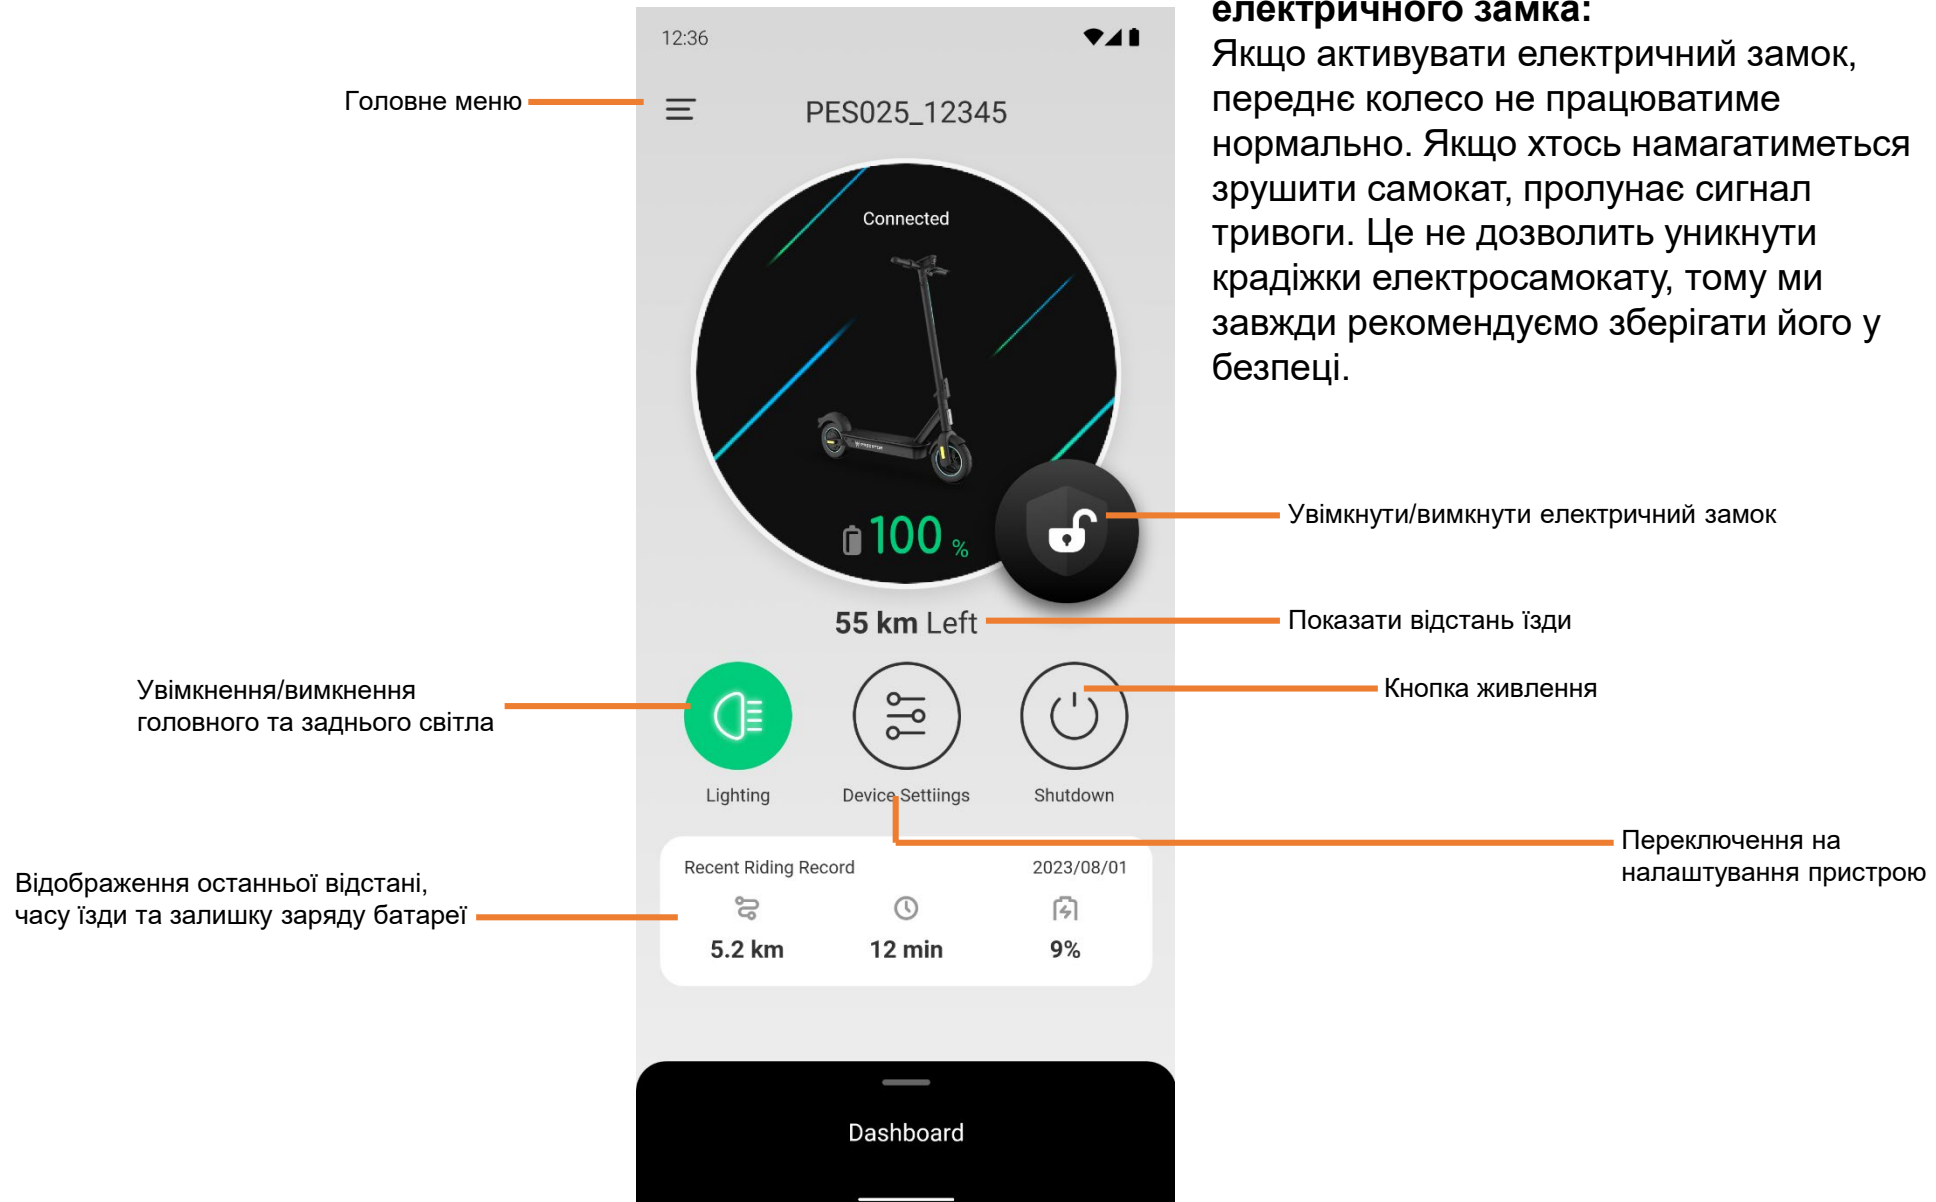 електричного замка:
Якщо активувати електричний замок,
переднє колесо не працюватиме
нормально. Якщо хтось намагатиметься
зрушити самокат, пролунає сигнал
тривоги. Це не дозволить уникнути
крадіжки електросамокату, тому ми
завжди рекомендуємо зберігати його у
безпеці.
12:36
Головне меню
PES025_12345
Connected
100 %
Увімкнути/вимкнути електричний замок
55 km Left
Показати відстань їзди
Увімкнення/вимкнення
головного та заднього світла
Кнопка живлення
Lighting
Device Settiings
Shutdown
Переключення на
налаштування пристрою
Відображення останньої відстані,
часу їзди та залишку заряду батареї
Recent Riding Record
2023/08/01
5.2 km
12 min
9%
Dashboard